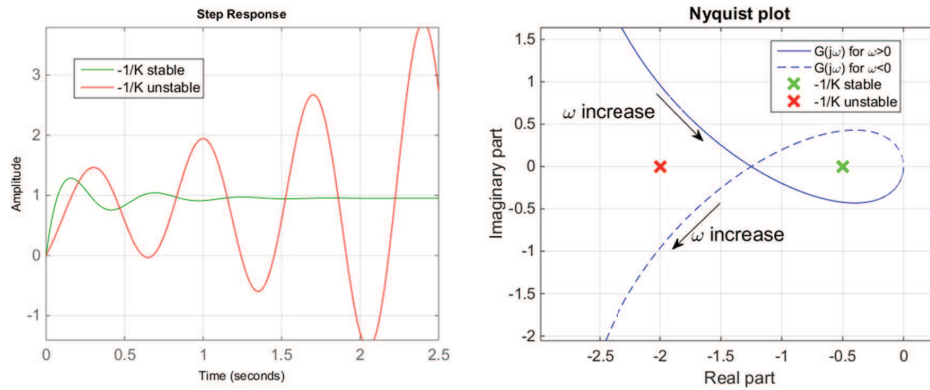 Step Response
-1/K stable
-1/K unstable
Amplitude
3
2
1
0
-1
0
0.5
1
1.5
2
2.5
Time (seconds)
Nyquist plot
G(jω) for ω>0
G(jω) for ω<0
-1/K stable
-1/K unstable
ω increase
ω increase
Imaginary part
1.5
1
0.5
0
-0.5
-1
-1.5
-2
-2.5
-2
-1.5
-1
-0.5
0
Real part